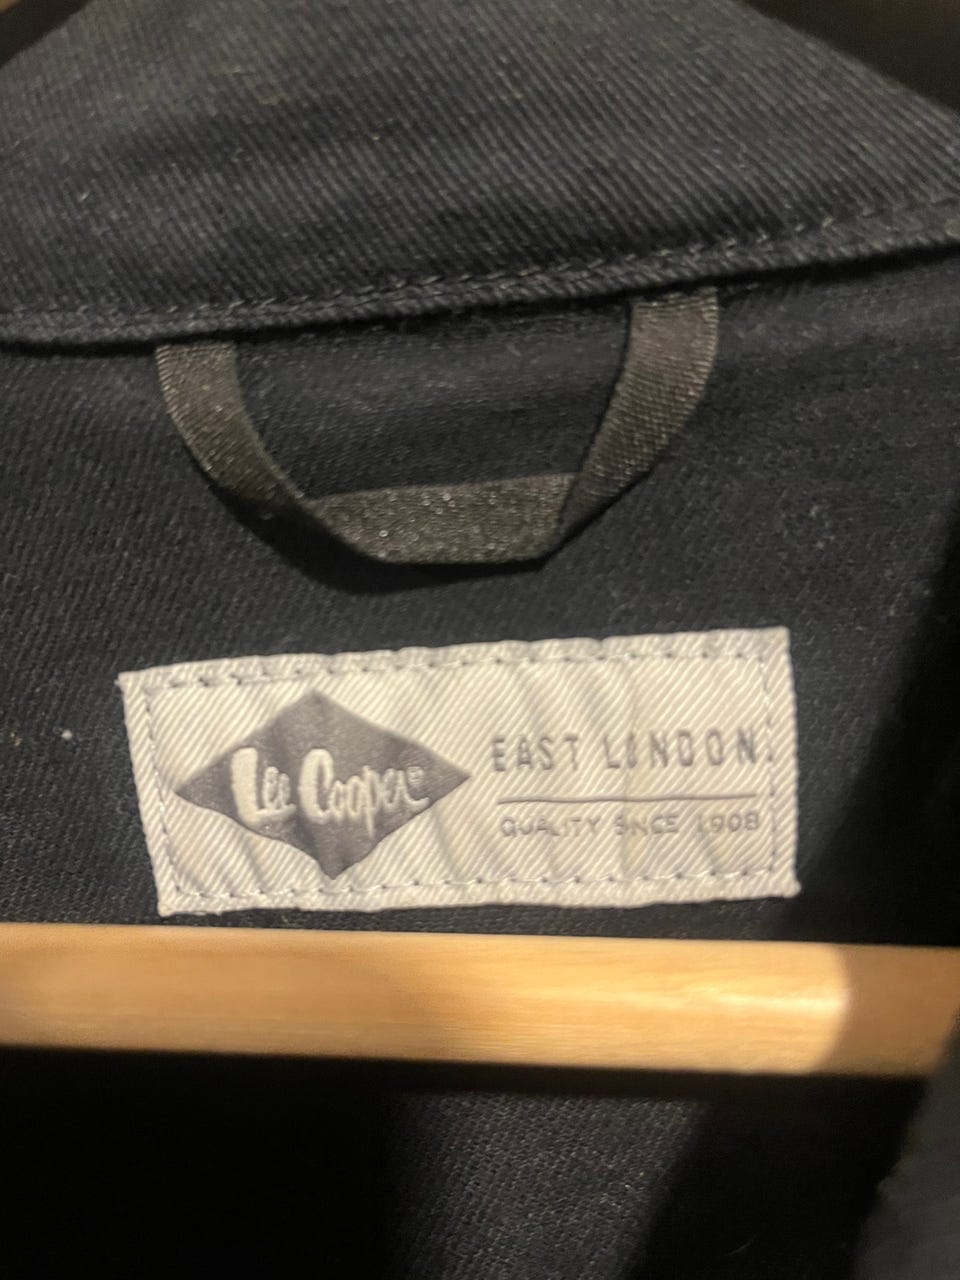 Lee Cooper®
EAST LONDON
QUALITY SINCE 1908